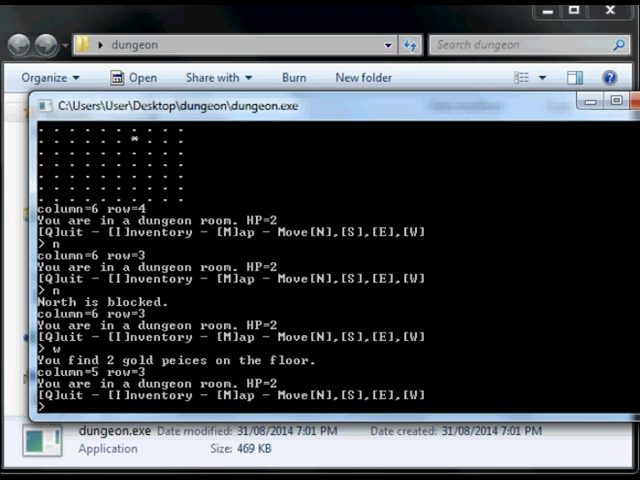 dungeon
Search dungeon
Organize
Open
Share with
Burn
New folder
C:\Users\User\Desktop\dungeon\dungeon.exe
. . . . . . . . . .
. . . . . . * . . .
. . . . . . . . . .
. . . . . . . . . .
. . . . . . . . . .
. . . . . . . . . .
. . . . . . . . . .
column=6 row=4
You are in a dungeon room. HP=2
[Q]uit - [I]nventory - [M]ap - Move[N],[S],[E],[W]
> n
column=6 row=3
You are in a dungeon room. HP=2
[Q]uit - [I]nventory - [M]ap - Move[N],[S],[E],[W]
> n
North is blocked.
column=6 row=3
You are in a dungeon room. HP=2
[Q]uit - [I]nventory - [M]ap - Move[N],[S],[E],[W]
> w
You find 2 gold peices on the floor.
column=5 row=3
You are in a dungeon room. HP=2
[Q]uit - [I]nventory - [M]ap - Move[N],[S],[E],[W]
>
dungeon.exe Date modified: 31/08/2014 7:01 PM Date created: 31/08/2014 7:01 PM
Application Size: 469 KB